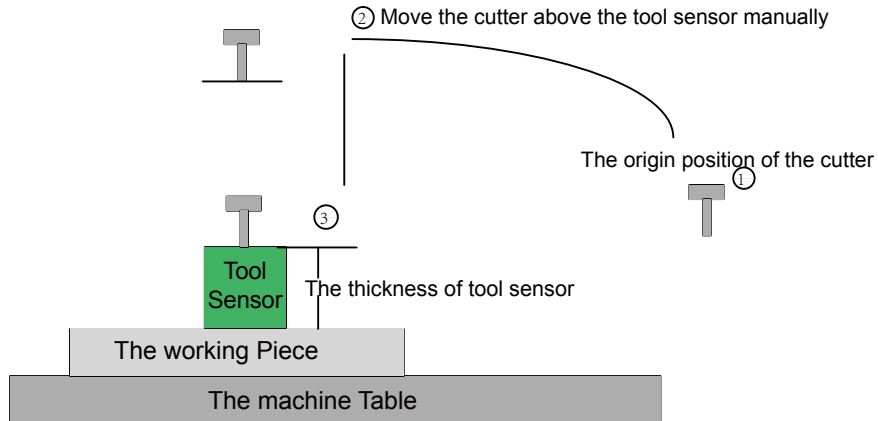 ② Move the cutter above the tool sensor manually
The origin position of the cutter
①
③
Tool
Sensor
The thickness of tool sensor
The working Piece
The machine Table